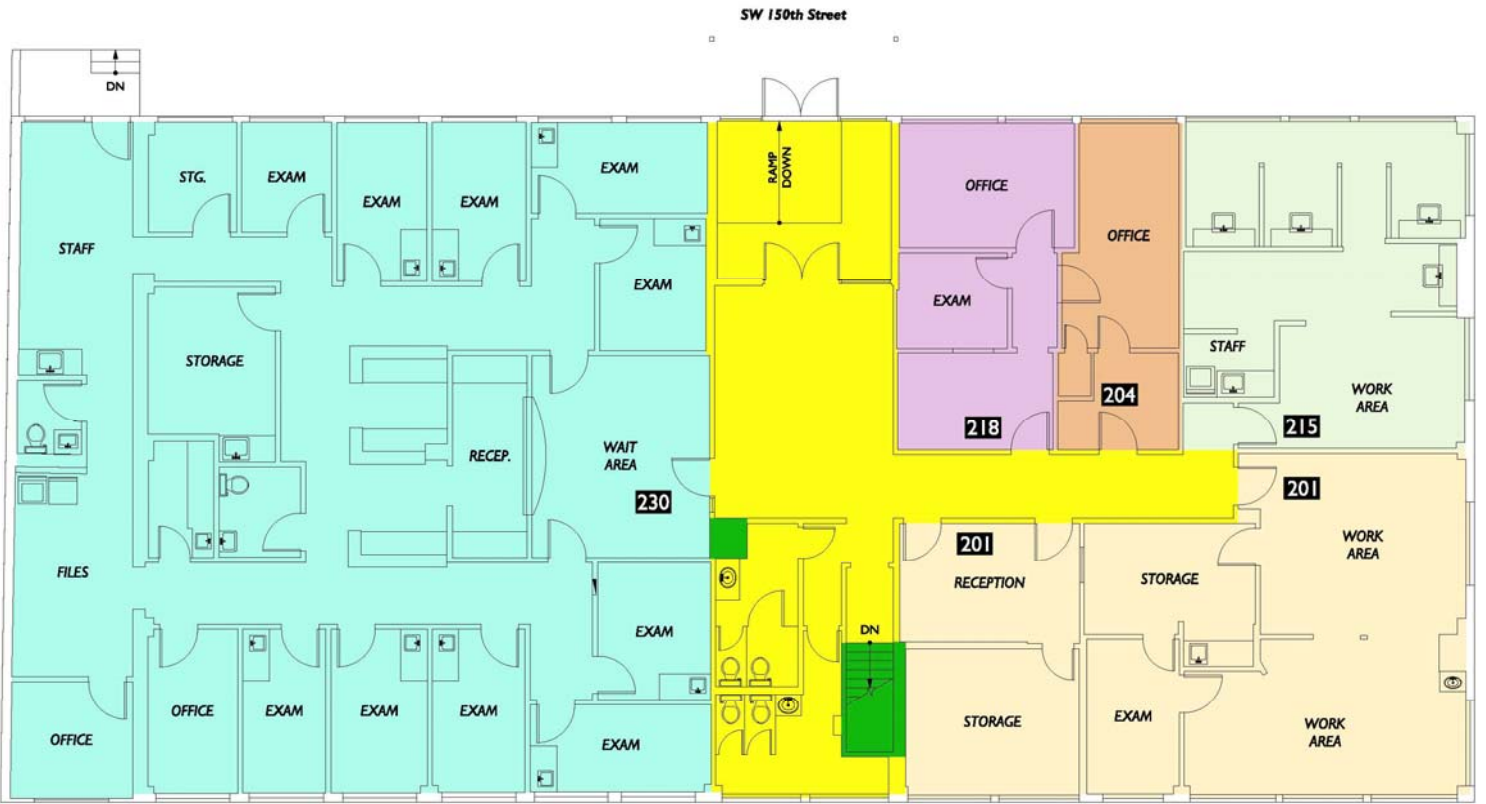 SW 150th Street
DN
RAMP
DOWN
STG.
EXAM
EXAM
EXAM
EXAM
OFFICE
OFFICE
STAFF
EXAM
EXAM
STORAGE
STAFF
WORK
AREA
204
218
215
RECEP.
WAIT
AREA
230
201
201
WORK
AREA
FILES
RECEPTION
STORAGE
EXAM
DN
OFFICE
EXAM
EXAM
EXAM
STORAGE
EXAM
WORK
AREA
OFFICE
EXAM